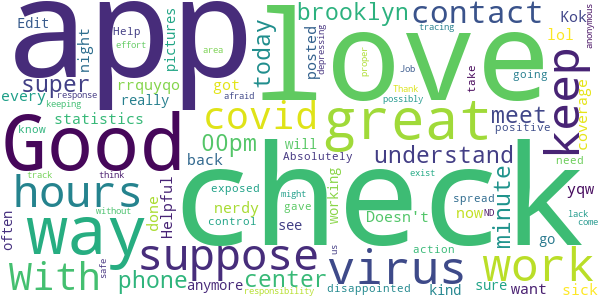 Edit
app
love
brooklyn
contact
Kok
anonymous
Help
night
effort
pictures
area
today
posted
depressing
tracing
lol
super
rrquyqo
got
proper
Job
take
going
keep
coverage
every
response
really
afraid
Thank
possibly
keeping
statistics
covid
great
meet
positive
Good
know
00pm
will
understand
need
back
Absolutely
check
minute
hours
track
think
exposed
working
exist
spread
yqw
often
way
without
done
Helpful
nerdy
might
gave
see
Doesn't
now
ND
go
lack
come
control
suppose
us
action
virus
work
With
safe
phone
anymore
center
responsibility
disappointed
kind
sure
want
sick